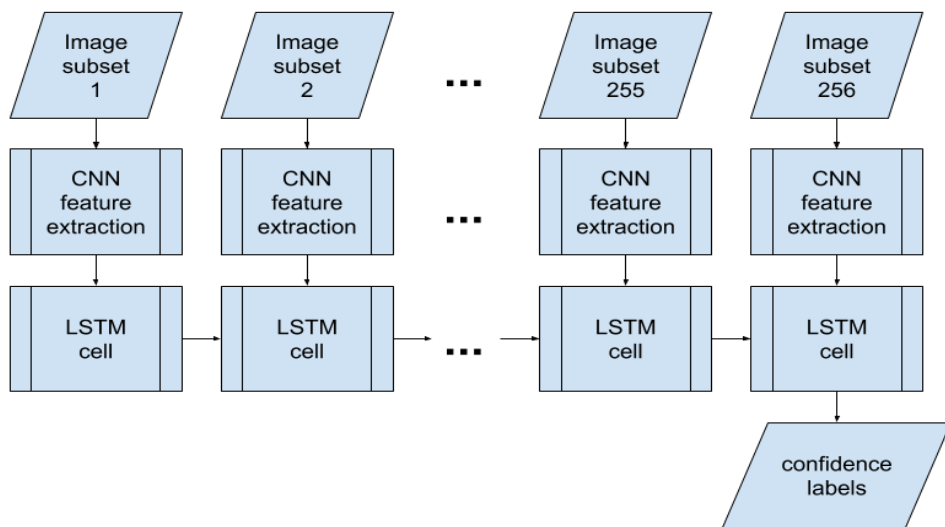 Image
subset
1
Image
subset
2
...
Image
subset
255
Image
subset
256
CNN
feature
extraction
CNN
feature
extraction
...
CNN
feature
extraction
CNN
feature
extraction
LSTM
cell
LSTM
cell
...
LSTM
cell
LSTM
cell
confidence
labels